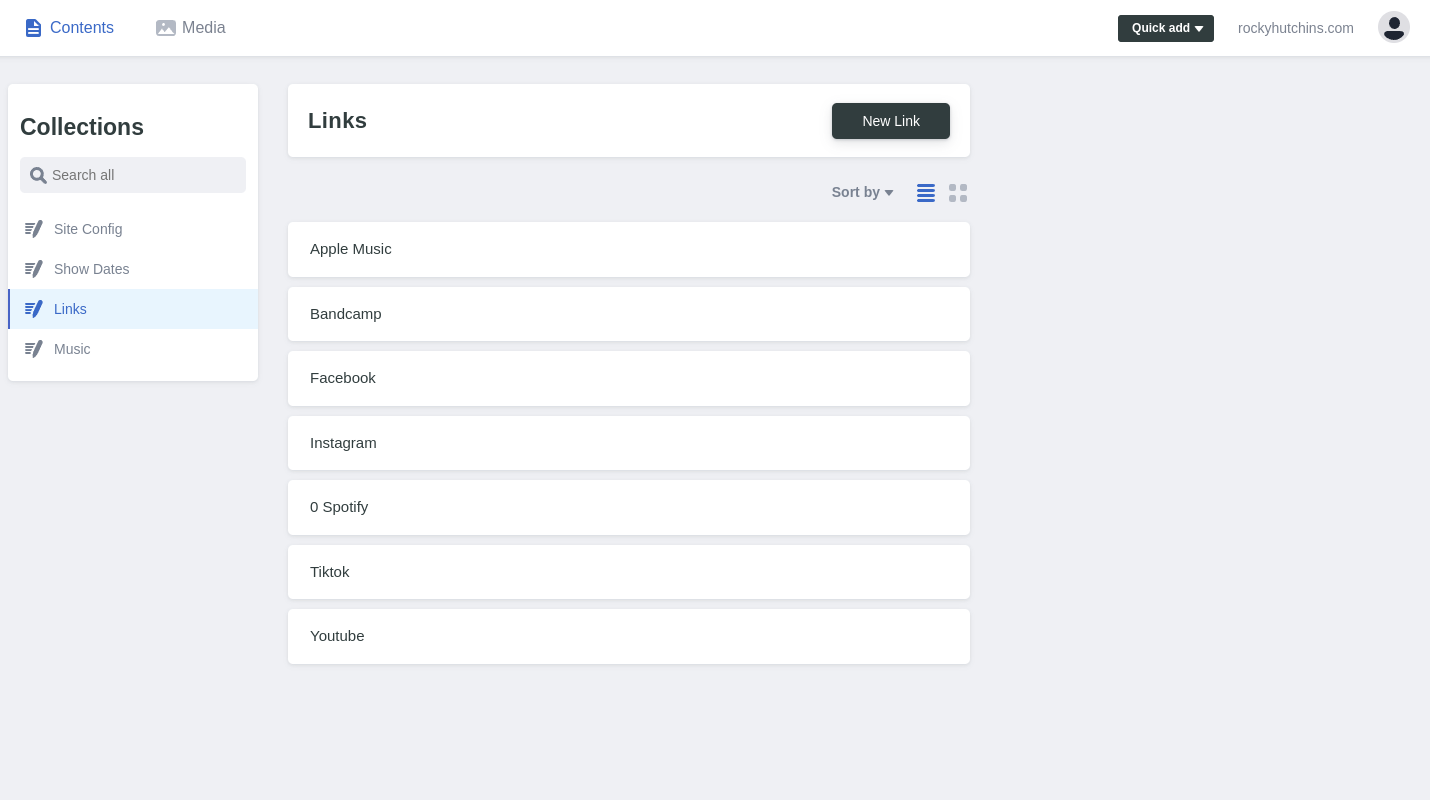 Contents
Media
Quick add
rockyhutchins.com
Collections
Search all
Site Config
Show Dates
Links
Music
Links
New Link
Sort by
Apple Music
Bandcamp
Facebook
Instagram
0 Spotify
Tiktok
Youtube